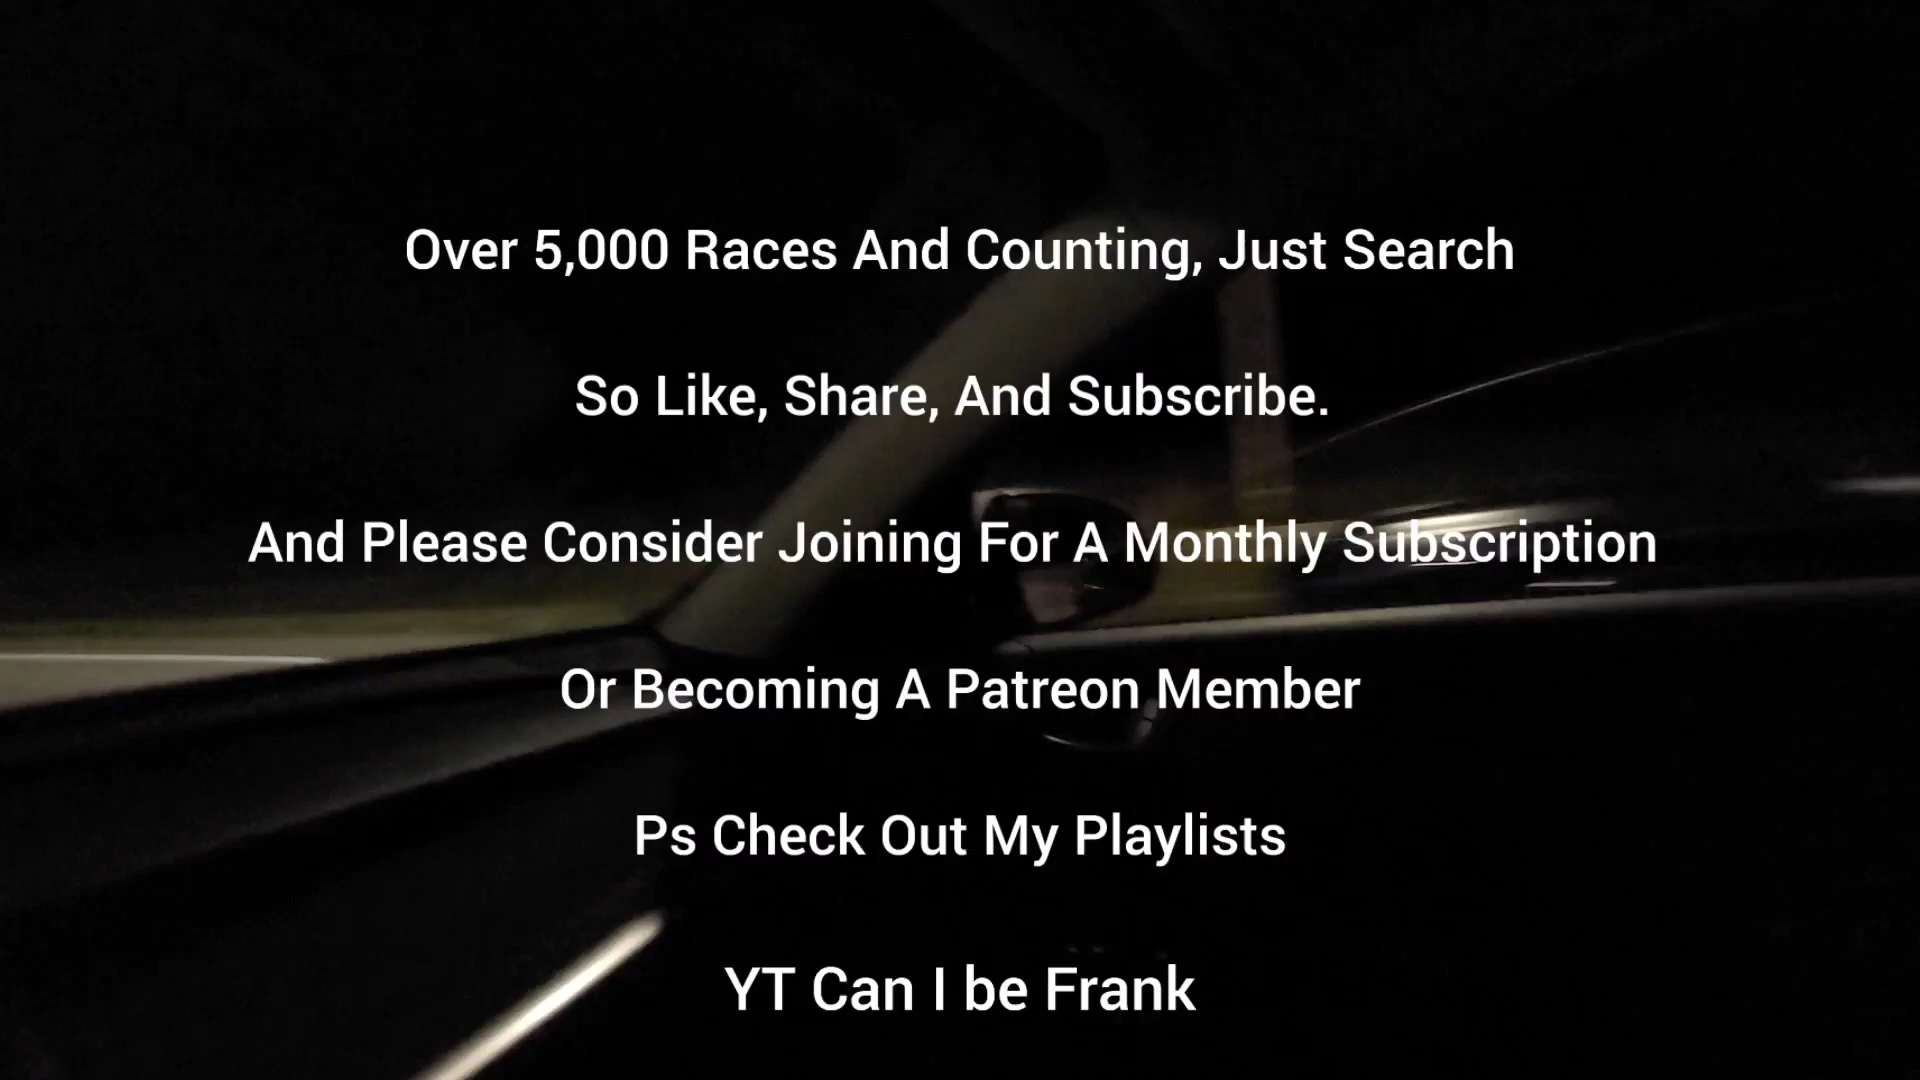 Over 5,000 Races And Counting, Just Search
So Like, Share, And Subscribe.
And Please Consider Joining For A Monthly Subscription
Or Becoming A Patreon Member
Ps Check Out My Playlists
YT Can I be Frank